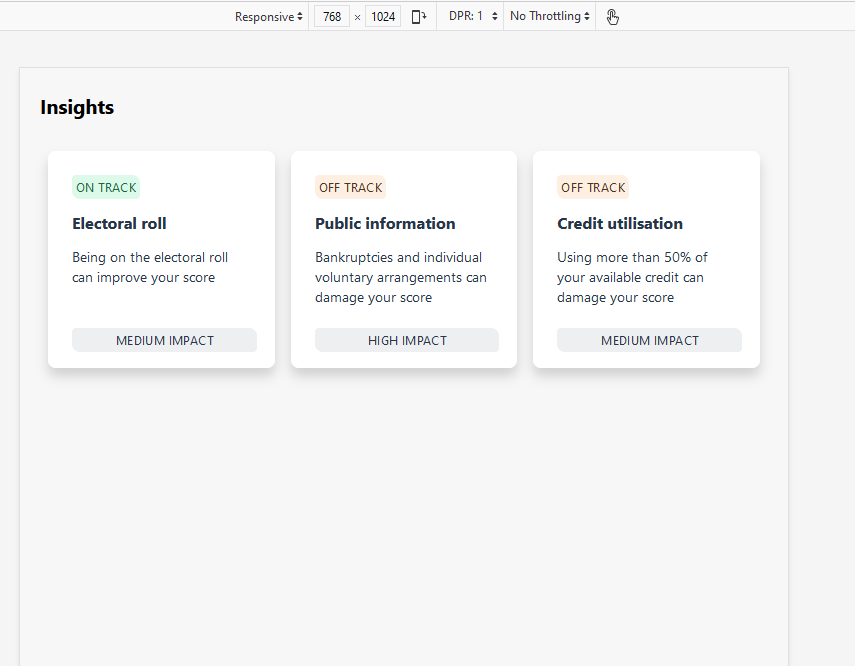 Responsive 768 × 1024 DPR: 1 No Throttling
Insights
ON TRACK
Electoral roll
Being on the electoral roll
can improve your score
MEDIUM IMPACT
OFF TRACK
Public information
Bankruptcies and individual
voluntary arrangements can
damage your score
HIGH IMPACT
OFF TRACK
Credit utilisation
Using more than 50% of
your available credit can
damage your score
MEDIUM IMPACT